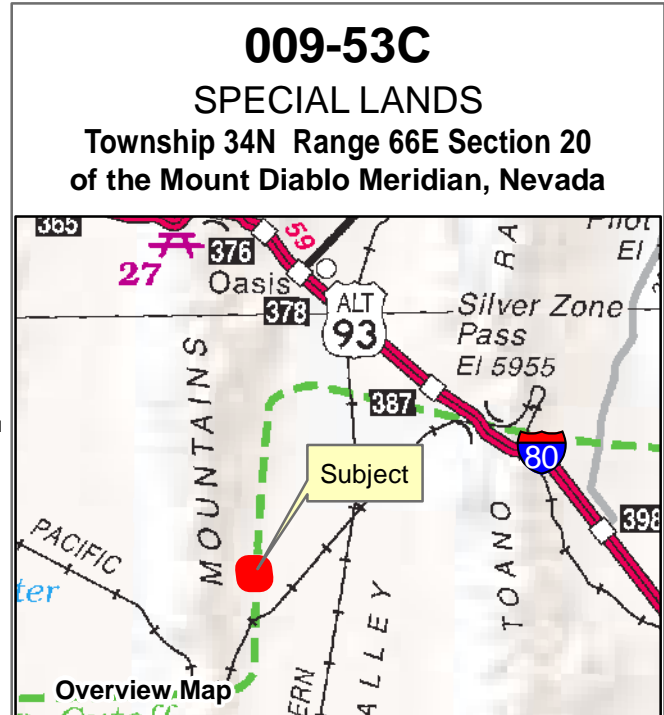 009-53C
SPECIAL LANDS
Township 34N Range 66E Section 20
of the Mount Diablo Meridian, Nevada
365
376
59
RA
Pilot
El
27
Oasis
378
ALT
93
Silver Zone
Pass
El 5955
MOUNTAINS
387
80
Subject
398
PACIFIC
TOANO
ter
ERN
ALLEY
Overview Map